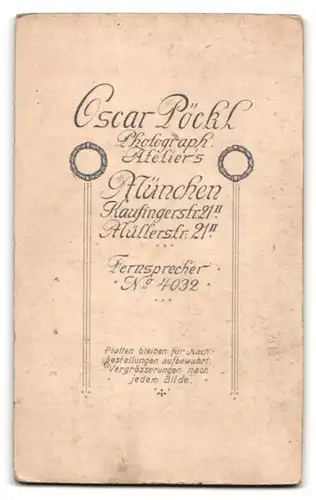 Oscar Pöckl
Photograph.
Ateliers
München
Kaufingerstr. 21 II
Müllerstr. 21 II
Fernsprecher
No 4032
Platten bleiben für Nach-
bestellungen aufbewahrt.
Vergrösserungen nach
jedem Bilde.